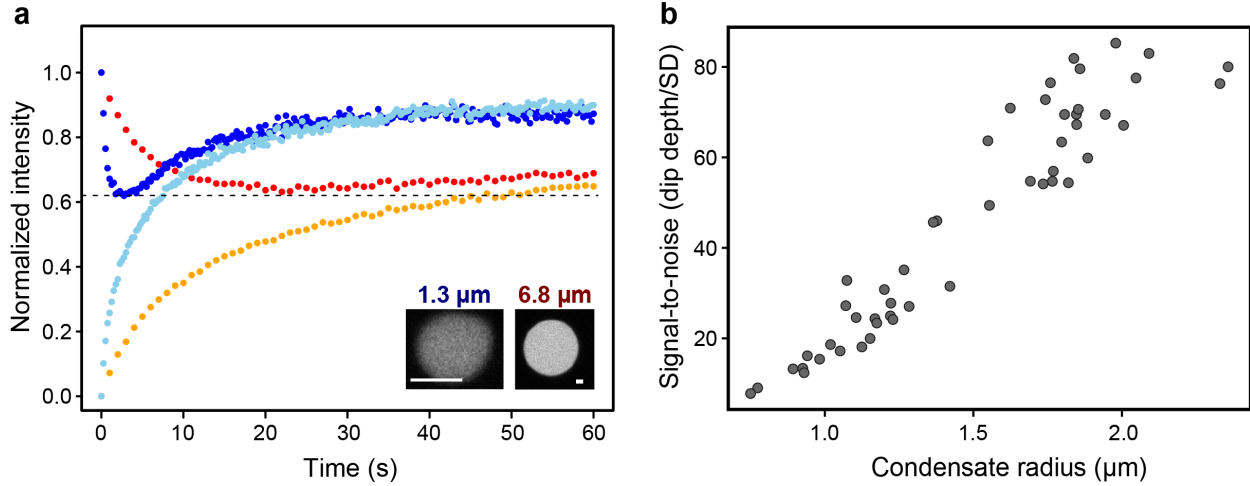 a
Normalized intensity
1.0
0.8
0.6
0.4
0.2
0.0
1.3 µm
6.8 µm
0 10 20 30 40 50 60
Time (s)
b
Signal-to-noise (dip depth/SD)
80
60
40
20
1.0 1.5 2.0
Condensate radius (µm)